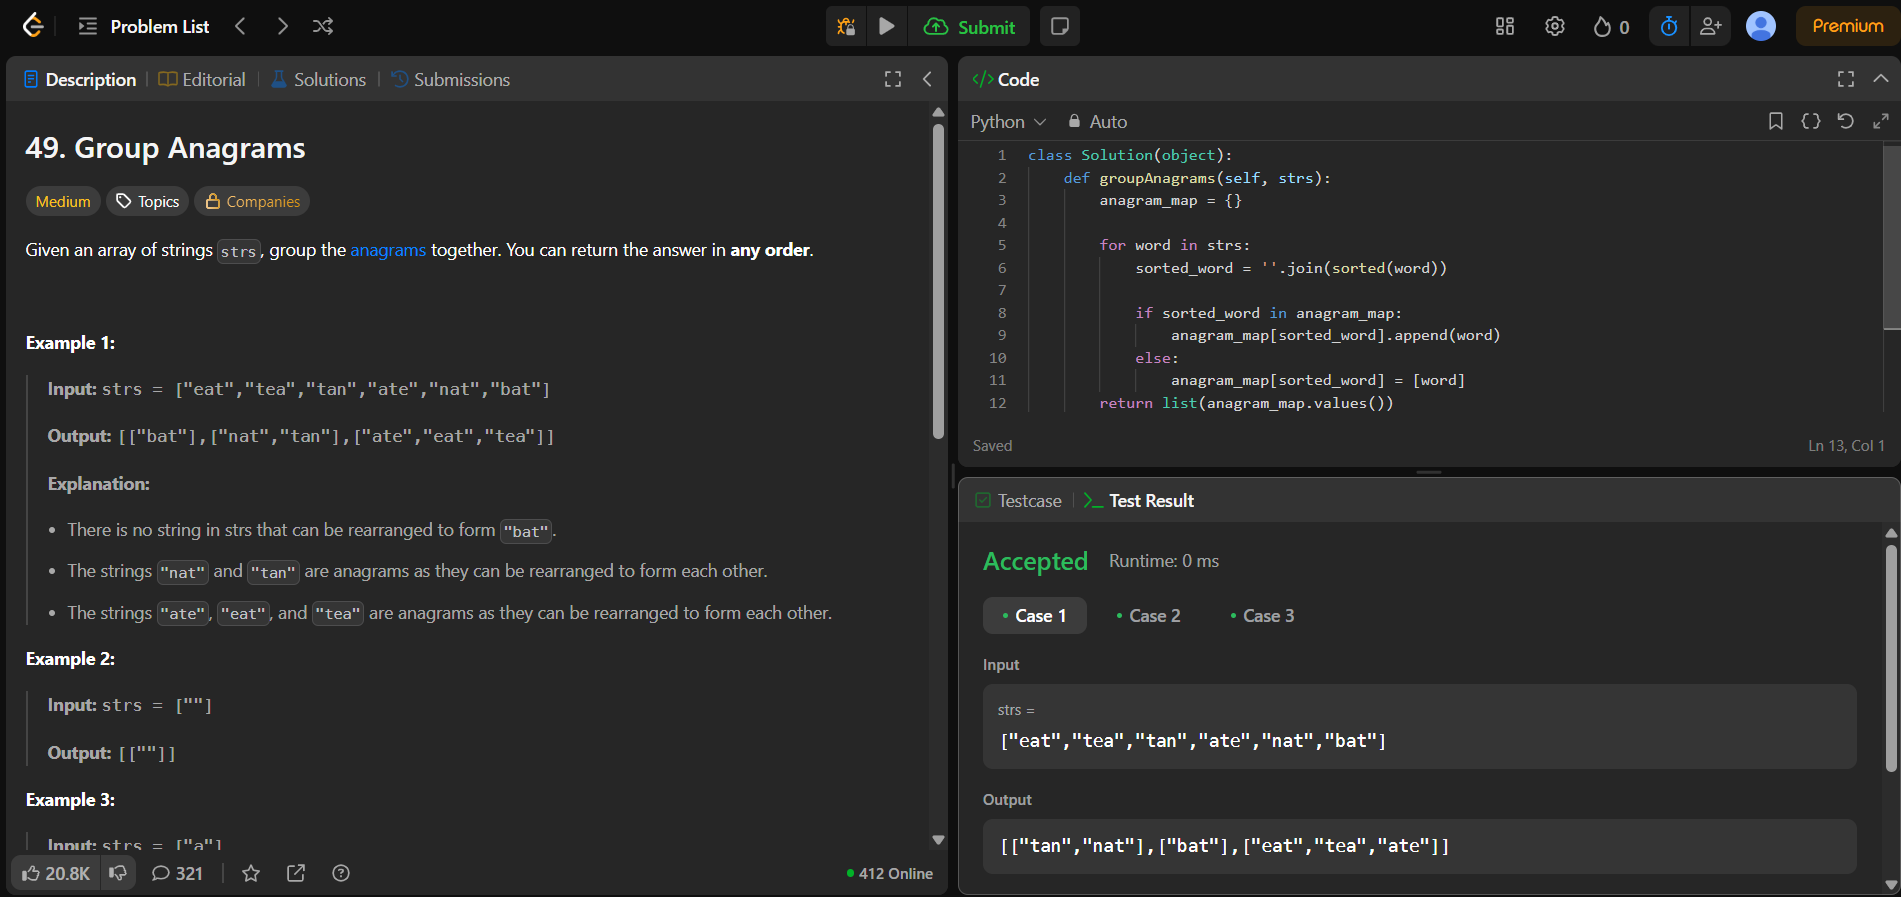 Problem List
Submit
0
Premium
Description
Editorial
Solutions
Submissions
49. Group Anagrams
Medium
Topics
Companies
Given an array of strings strs, group the anagrams together. You can return the answer in any order.
Example 1:
Input: strs = ["eat","tea","tan","ate","nat","bat"]
Output: [["bat"],["nat","tan"],["ate","eat","tea"]]
Explanation:
• There is no string in strs that can be rearranged to form "bat".
• The strings "nat" and "tan" are anagrams as they can be rearranged to form each other.
• The strings "ate", "eat", and "tea" are anagrams as they can be rearranged to form each other.
Example 2:
Input: strs = [""]
Output: [[""]]
Example 3:
Input: strs = ["a"]
20.8K
321
412 Online
</> Code
Python
Auto
1 class Solution(object):
2     def groupAnagrams(self, strs):
3         anagram_map = {}
4
5         for word in strs:
6             sorted_word = ''.join(sorted(word))
7
8             if sorted_word in anagram_map:
9                 anagram_map[sorted_word].append(word)
10             else:
11                 anagram_map[sorted_word] = [word]
12         return list(anagram_map.values())
Saved
Ln 13, Col 1
Testcase
Test Result
Accepted
Runtime: 0 ms
• Case 1
• Case 2
• Case 3
Input
strs =
["eat","tea","tan","ate","nat","bat"]
Output
[["tan","nat"],["bat"],["eat","tea","ate"]]